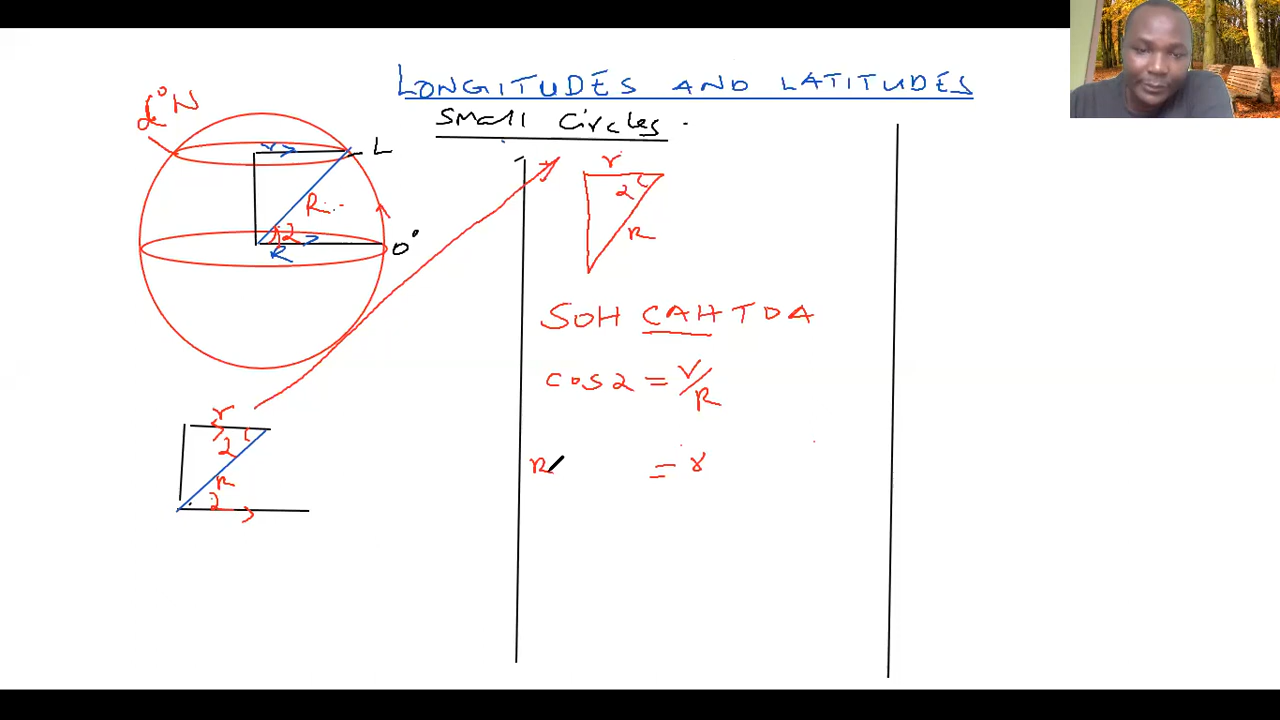 LONGITUDES AND LATITUDES
Small Circles.
α°N
r
L
R
α
R
0°
r
α
R
α
r
α
R
SOH CAH TOA
cos α = r/R
R = r